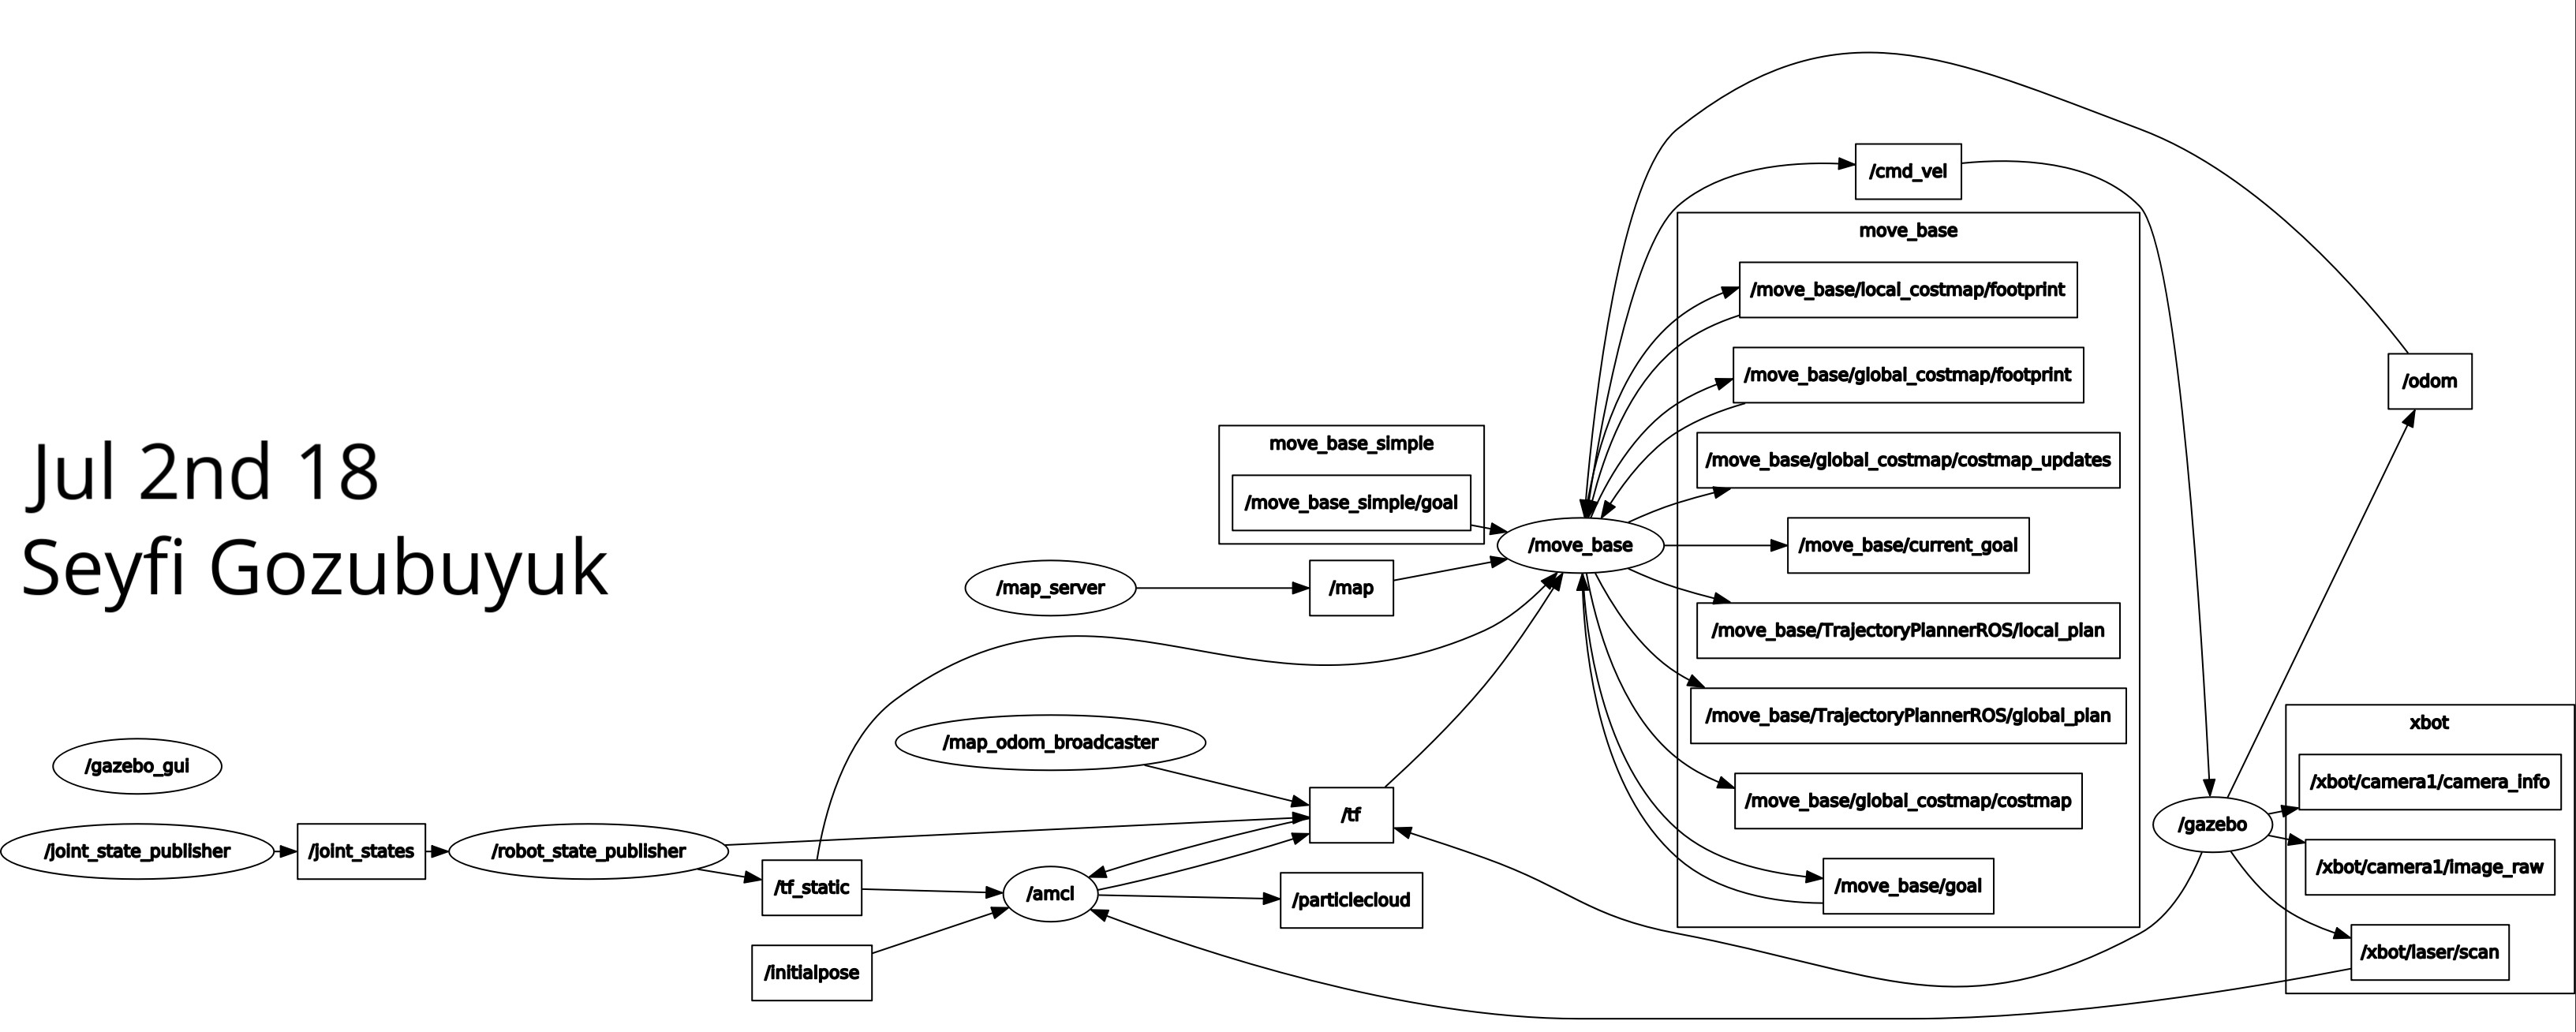 /cmd_vel
move_base
/move_base/local_costmap/footprint
/move_base/global_costmap/footprint
/odom
move_base_simple
/move_base/global_costmap/costmap_updates
Jul 2nd 18
/move_base_simple/goal
/move_base
/move_base/current_goal
Seyfi Gozubuyuk
/map_server
/map
/move_base/TrajectoryPlannerROS/local_plan
/move_base/TrajectoryPlannerROS/global_plan
xbot
/map_odom_broadcaster
/gazebo_gui
/xbot/camera1/camera_info
/move_base/global_costmap/costmap
/tf
/gazebo
/joint_state_publisher
/joint_states
/robot_state_publisher
/xbot/camera1/image_raw
/tf_static
/amcl
/particlecloud
/move_base/goal
/xbot/laser/scan
/initialpose